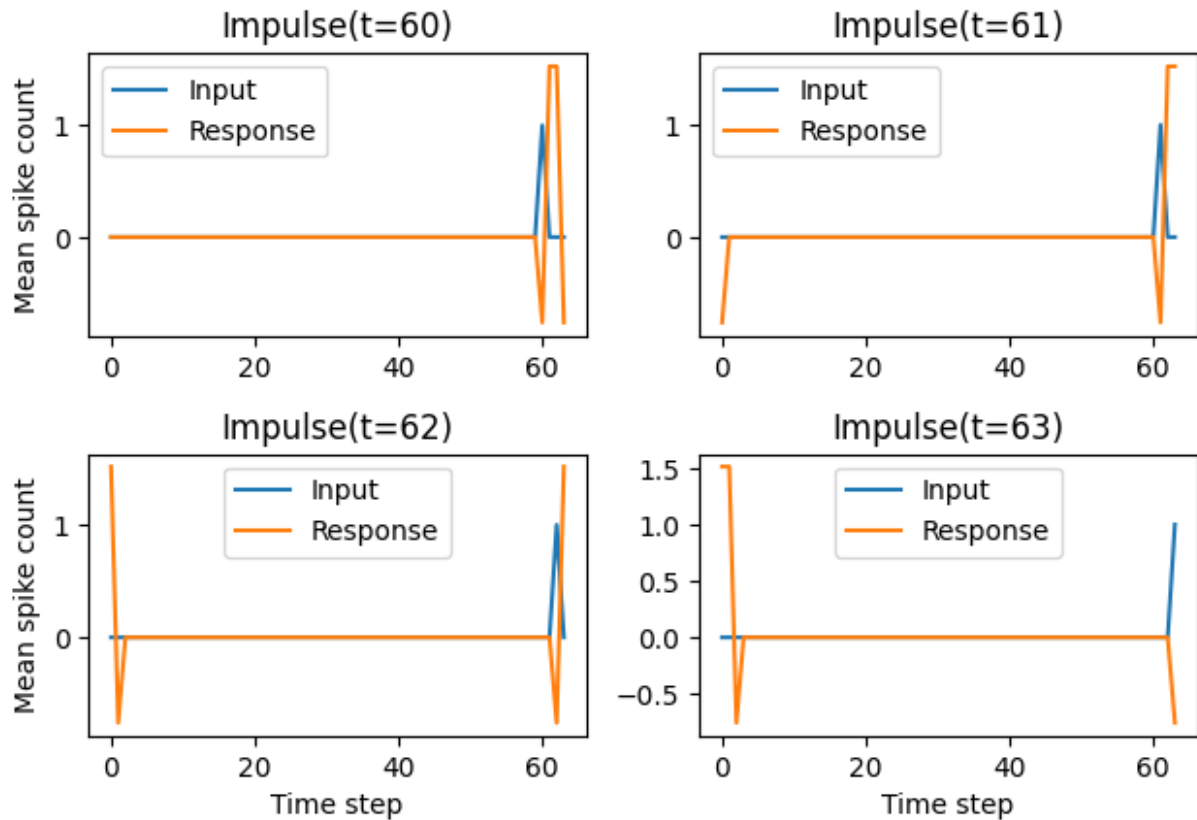 Impulse(t=60)
Mean spike count
1
0
Input
Response
0
20
40
60
Impulse(t=61)
1
0
Input
Response
0
20
40
60
Impulse(t=62)
Mean spike count
1
0
Input
Response
0
20
40
60
Time step
Impulse(t=63)
1.5
1.0
0.5
0.0
−0.5
Input
Response
0
20
40
60
Time step